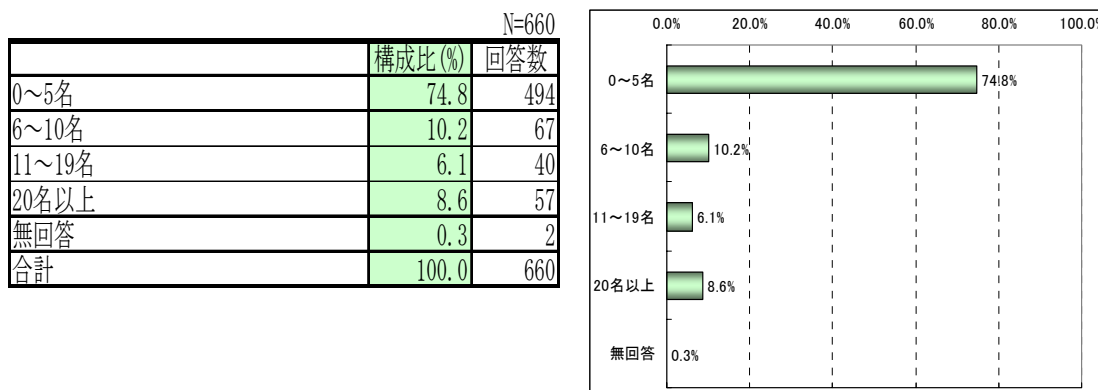 N=660
構成比(%) 回答数
0～5名 74.8 494
6～10名 10.2 67
11～19名 6.1 40
20名以上 8.6 57
無回答 0.3 2
合計 100.0 660
0.0% 20.0% 40.0% 60.0% 80.0% 100.0%
0～5名 74.8%
6～10名 10.2%
11～19名 6.1%
20名以上 8.6%
無回答 0.3%